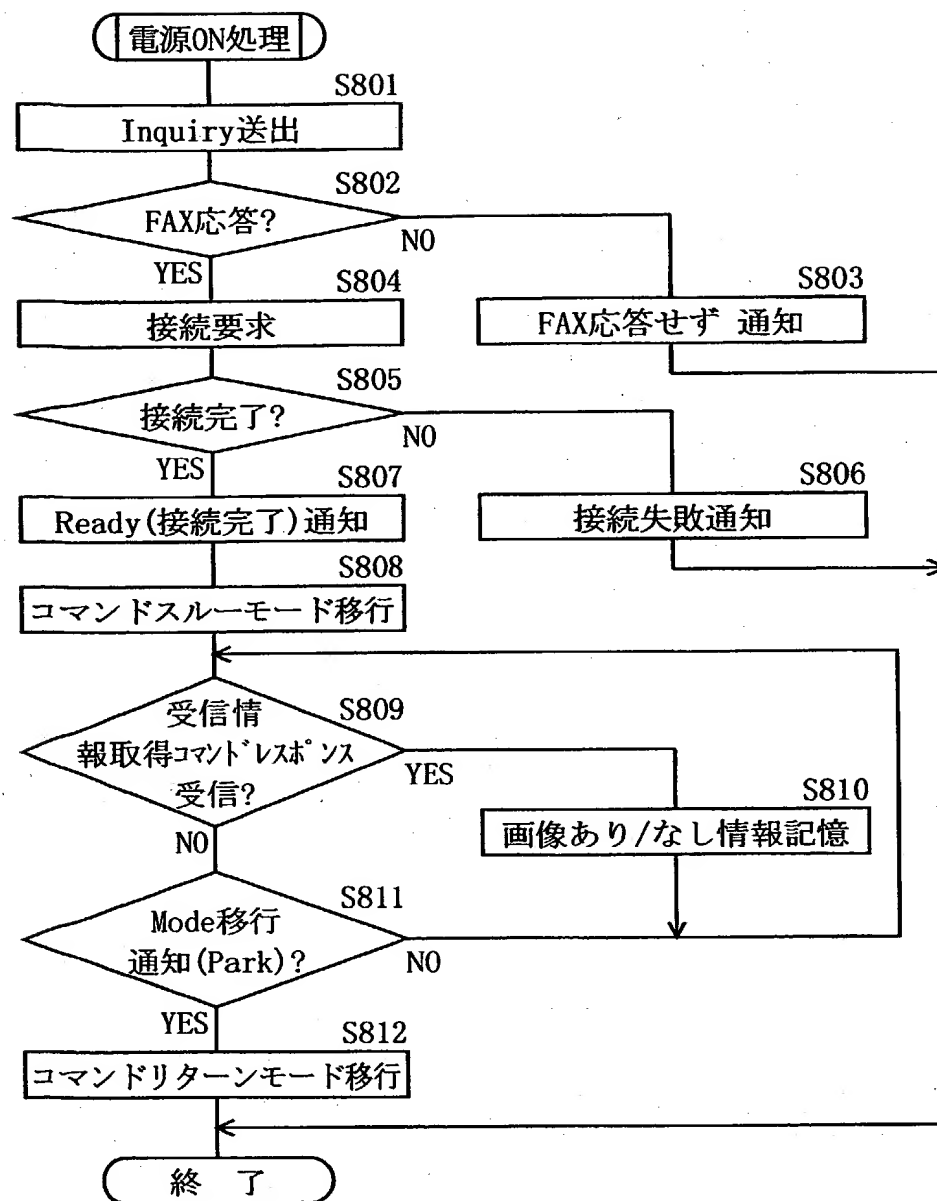 電源ON処理
S801
Inquiry送出
S802
FAX応答?
NO
YES
S804
S803
接続要求
FAX応答せず 通知
S805
接続完了?
NO
YES
S807
S806
Ready(接続完了)通知
接続失敗通知
S808
コマンドスルーモード移行
S809
受信情
報取得コマンドレスポンス
受信?
YES
NO
S810
画像あり/なし情報記憶
S811
Mode移行
通知(Park)?
NO
YES
S812
コマンドリターンモード移行
終 了